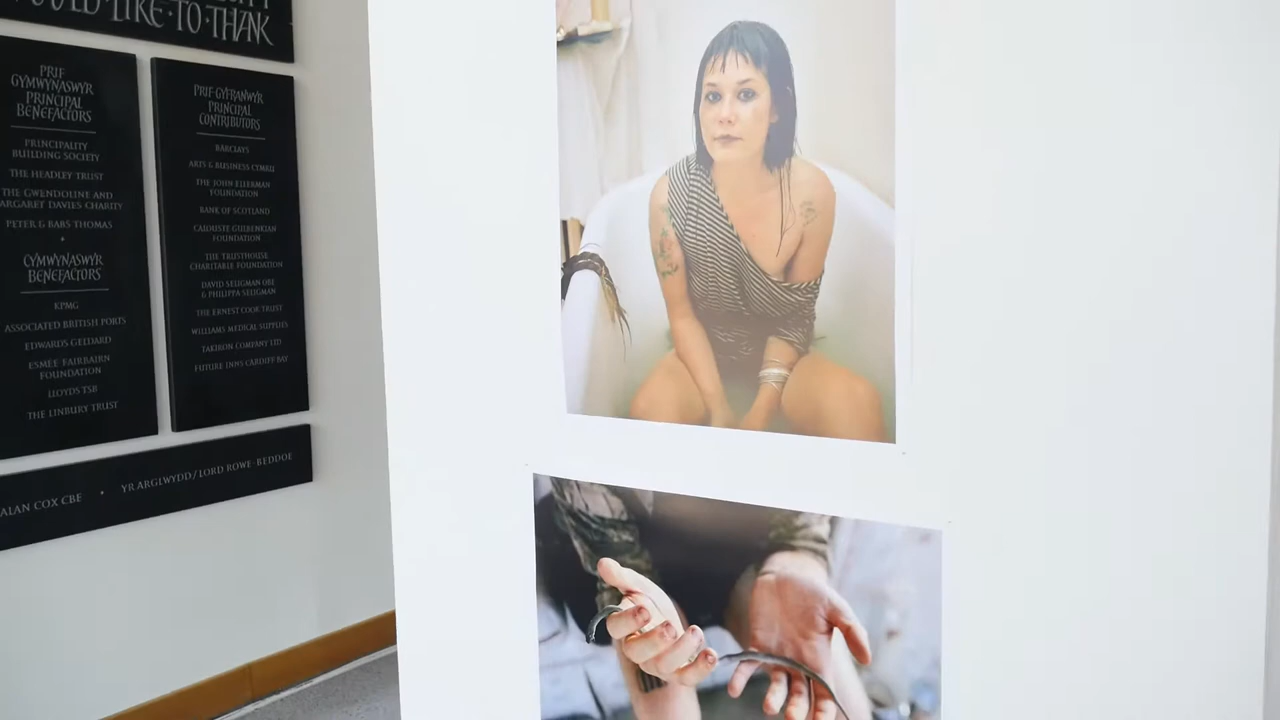 WOULD LIKE TO THANK
PRIF
GYMWYNASWYR
PRINCIPAL
BENEFACTORS
PRINCIPALITY
BUILDING SOCIETY
THE HEADLEY TRUST
THE GWENDOLINE AND
MARGARET DAVIES CHARITY
PETER & BABS THOMAS
CYMWYNASWYR
BENEFACTORS
KPMG
ASSOCIATED BRITISH PORTS
EDWARDS GELDARD
ESMÉE FAIRBAIRN
FOUNDATION
LLOYDS TSB
THE LINBURY TRUST
PRIF GYFRANWYR
PRINCIPAL
CONTRIBUTORS
BARCLAYS
ARTS & BUSINESS CYMRU
THE JOHN ELLERMAN
FOUNDATION
BANK OF SCOTLAND
CALOUSTE GULBENKIAN
FOUNDATION
THE TRUSTHOUSE
CHARITABLE FOUNDATION
DAVID SELIGMAN OBE
& PHILIPPA SELIGMAN
THE ERNEST COOK TRUST
WILLIAMS MEDICAL SUPPLIES
TAKIRON COMPANY LTD
FUTURE INNS CARDIFF BAY
ALAN COX CBE • YR ARGLWYDD / LORD ROWE-BEDDOE